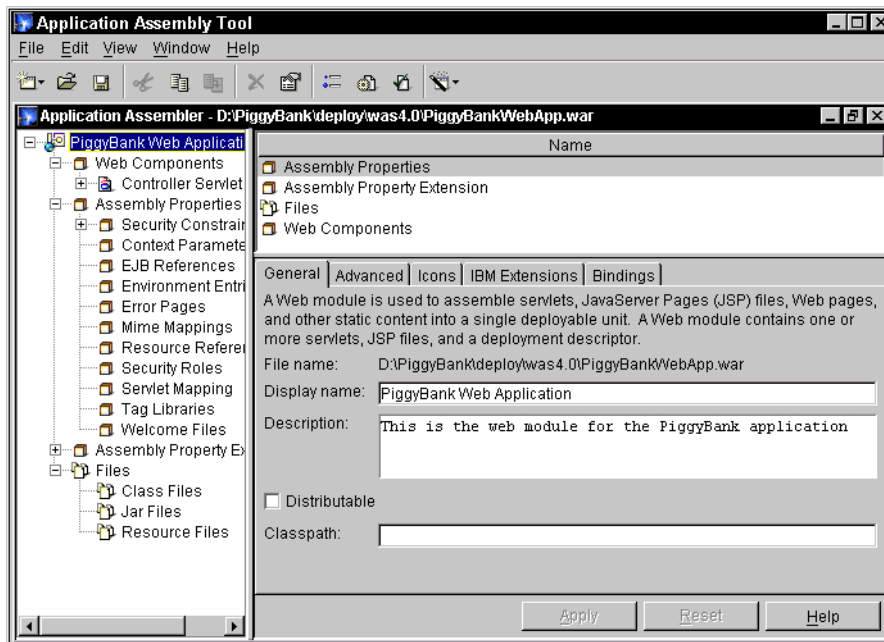 Application Assembly Tool
File Edit View Window Help
Application Assembler - D:\PiggyBank\deploy\was4.0\PiggyBankWebApp.war
PiggyBank Web Applicati
Web Components
Controller Servlet
Assembly Properties
Security Constrair
Context Paramete
EJB References
Environment Entri
Error Pages
Mime Mappings
Resource Referer
Security Roles
Servlet Mapping
Tag Libraries
Welcome Files
Assembly Property E
Files
Class Files
Jar Files
Resource Files
Name
Assembly Properties
Assembly Property Extension
Files
Web Components
General Advanced Icons IBM Extensions Bindings
A Web module is used to assemble servlets, JavaServer Pages (JSP) files, Web pages,
and other static content into a single deployable unit. A Web module contains one or
more servlets, JSP files, and a deployment descriptor.
File name: D:\PiggyBank\deploy\was4.0\PiggyBankWebApp.war
Display name: PiggyBank Web Application
Description: This is the web module for the PiggyBank application
Distributable
Classpath:
Apply Reset Help